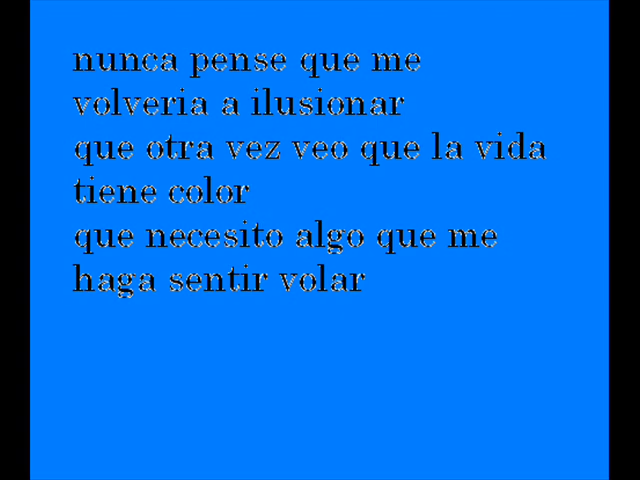 nunca pense que me
volveria a ilusionar
que otra vez veo que la vida
tiene color
que necesito algo que me
haga sentir volar